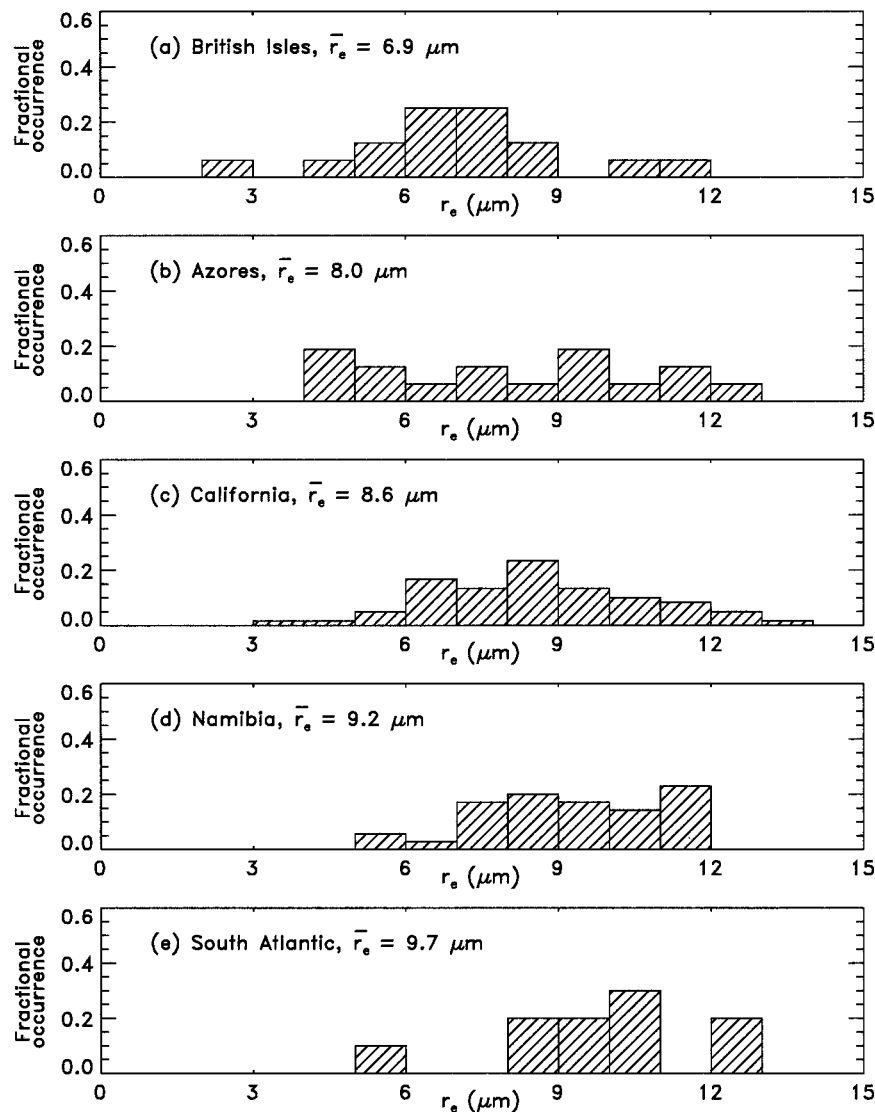 Fractional occurrence
0.6
0.4
0.2
0.0
(a) British Isles, r̅ₑ = 6.9 μm
0 3 6 9 12 15
rₑ (μm)
Fractional occurrence
0.6
0.4
0.2
0.0
(b) Azores, r̅ₑ = 8.0 μm
0 3 6 9 12 15
rₑ (μm)
Fractional occurrence
0.6
0.4
0.2
0.0
(c) California, r̅ₑ = 8.6 μm
0 3 6 9 12 15
rₑ (μm)
Fractional occurrence
0.6
0.4
0.2
0.0
(d) Namibia, r̅ₑ = 9.2 μm
0 3 6 9 12 15
rₑ (μm)
Fractional occurrence
0.6
0.4
0.2
0.0
(e) South Atlantic, r̅ₑ = 9.7 μm
0 3 6 9 12 15
rₑ (μm)